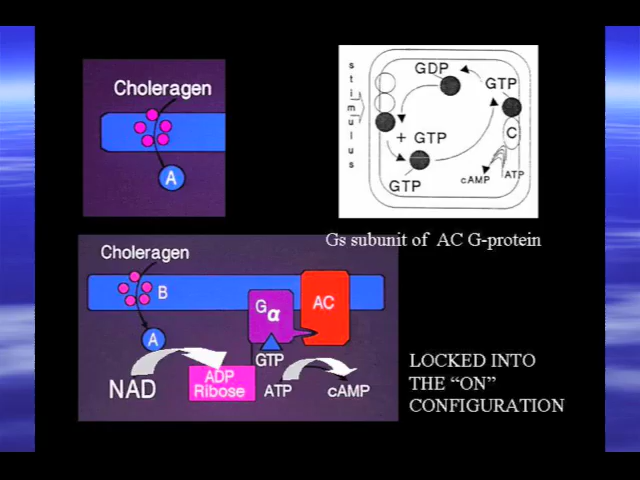 Choleragen
A
stimulus
GDP
GTP
+ GTP
C
GTP
cAMP
ATP
Gs subunit of AC G-protein
Choleragen
B
A
Gα
AC
GTP
NAD
ADP
Ribose
ATP
cAMP
LOCKED INTO
THE “ON”
CONFIGURATION